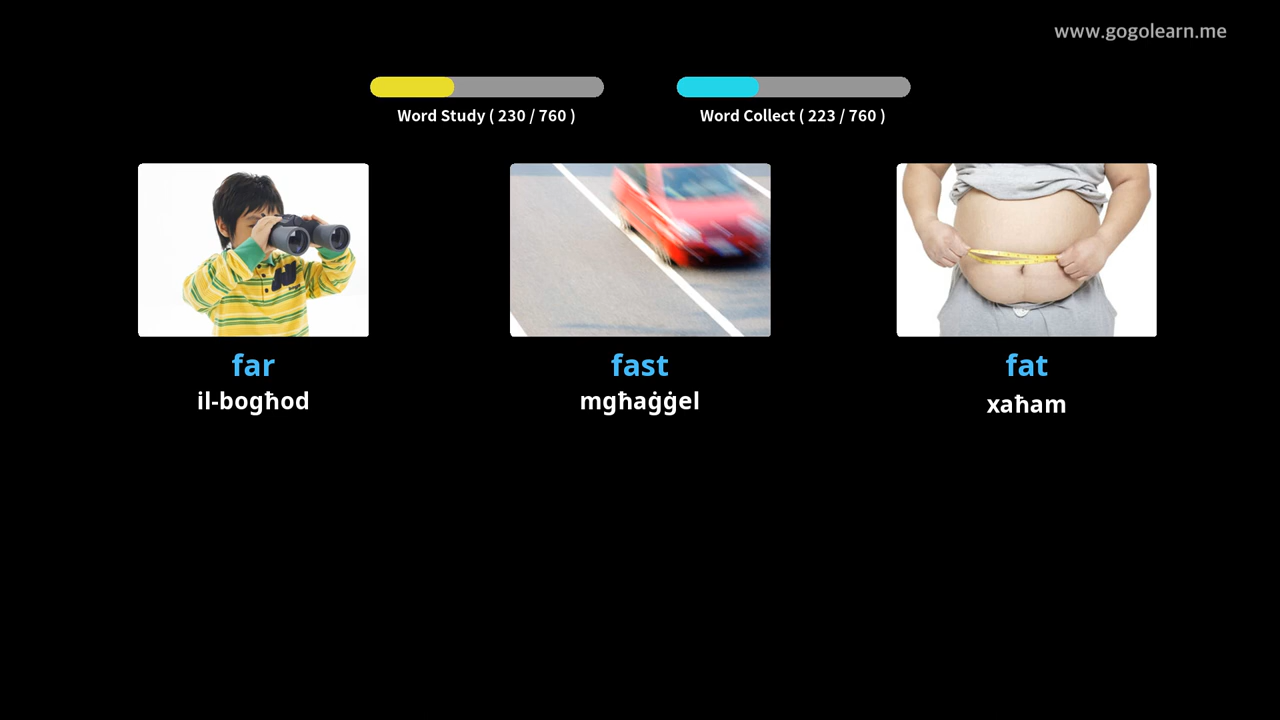 www.gogolearn.me
Word Study ( 230 / 760 )
Word Collect ( 223 / 760 )
far
fast
fat
il-bogħod
mgħaġġel
xaħam